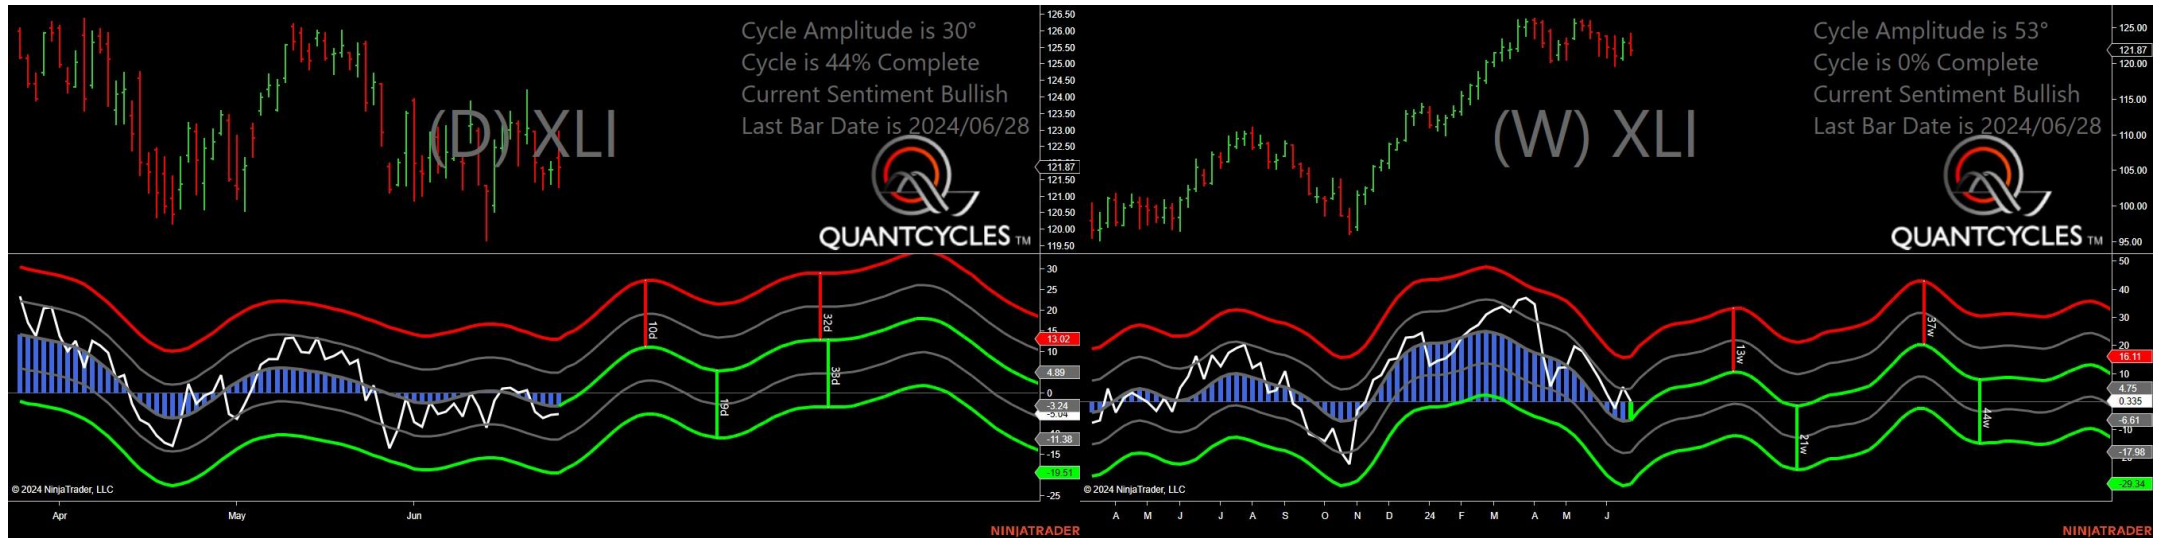 Cycle Amplitude is 30°
Cycle is 44% Complete
Current Sentiment Bullish
Last Bar Date is 2024/06/28
(D) XLI
QUANTCYCLES TM
126.50
126.00
125.50
125.00
124.50
124.00
123.50
123.00
122.50
121.87
121.50
121.00
120.50
120.00
119.50
30
25
20
15
13.02
10
4.89
0
-3.24
-5.04
-11.38
-15
-19.51
-25
10d
19d
32d
33d
© 2024 NinjaTrader, LLC
Apr May Jun
NINJATRADER
Cycle Amplitude is 53°
Cycle is 0% Complete
Current Sentiment Bullish
Last Bar Date is 2024/06/28
(W) XLI
QUANTCYCLES TM
125.00
121.87
120.00
115.00
110.00
105.00
100.00
95.00
50
40
30
20
16.11
10
4.75
0.335
-6.61
-10
-17.98
-29.34
13w
21w
37w
44w
© 2024 NinjaTrader, LLC
A M J J A S O N D 24 F M A M J
NINJATRADER